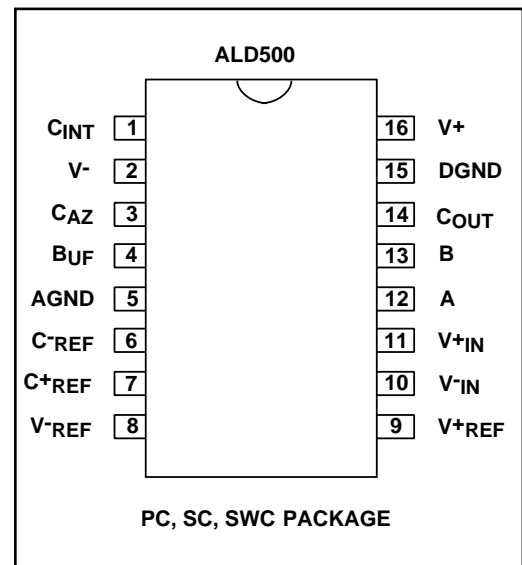 ALD500
CINT 1 16 V+
V- 2 15 DGND
CAZ 3 14 COUT
BUF 4 13 B
AGND 5 12 A
C-REF 6 11 V+IN
C+REF 7 10 V-IN
V-REF 8 9 V+REF
PC, SC, SWC PACKAGE